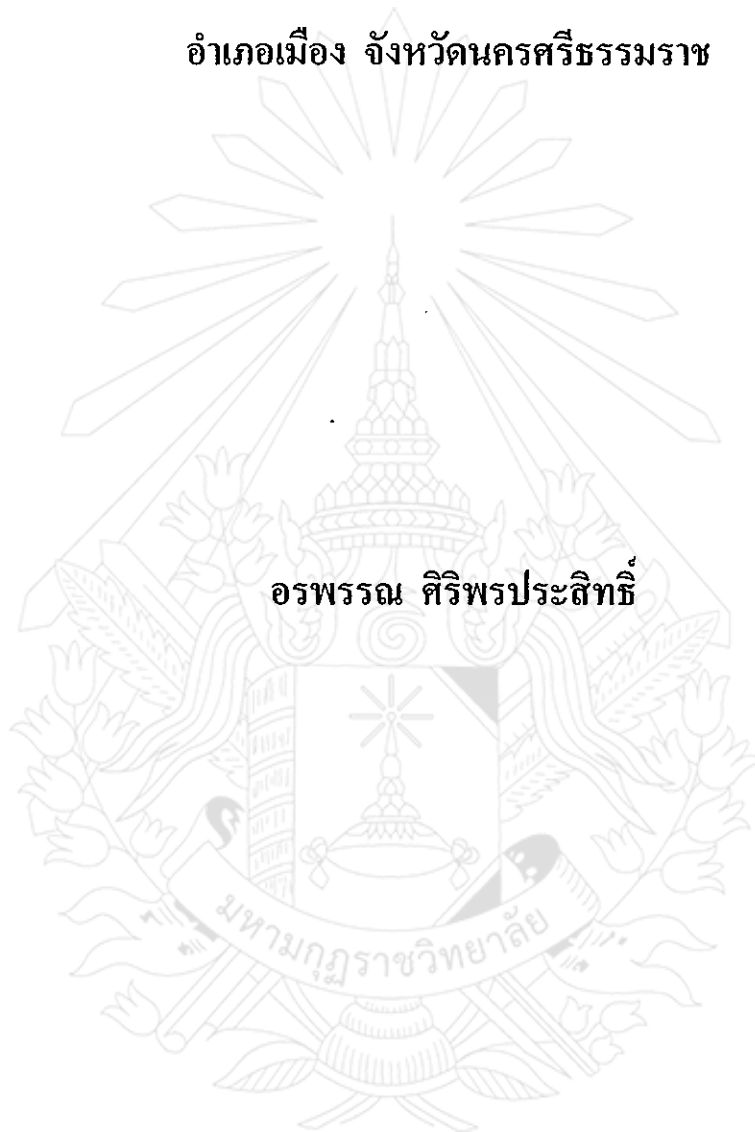 อำเภอเมือง จังหวัดนครศรีธรรมราช
อรพรรณ ศิริพรประสิทธิ์
มหามกุฏราชวิทยาลัย